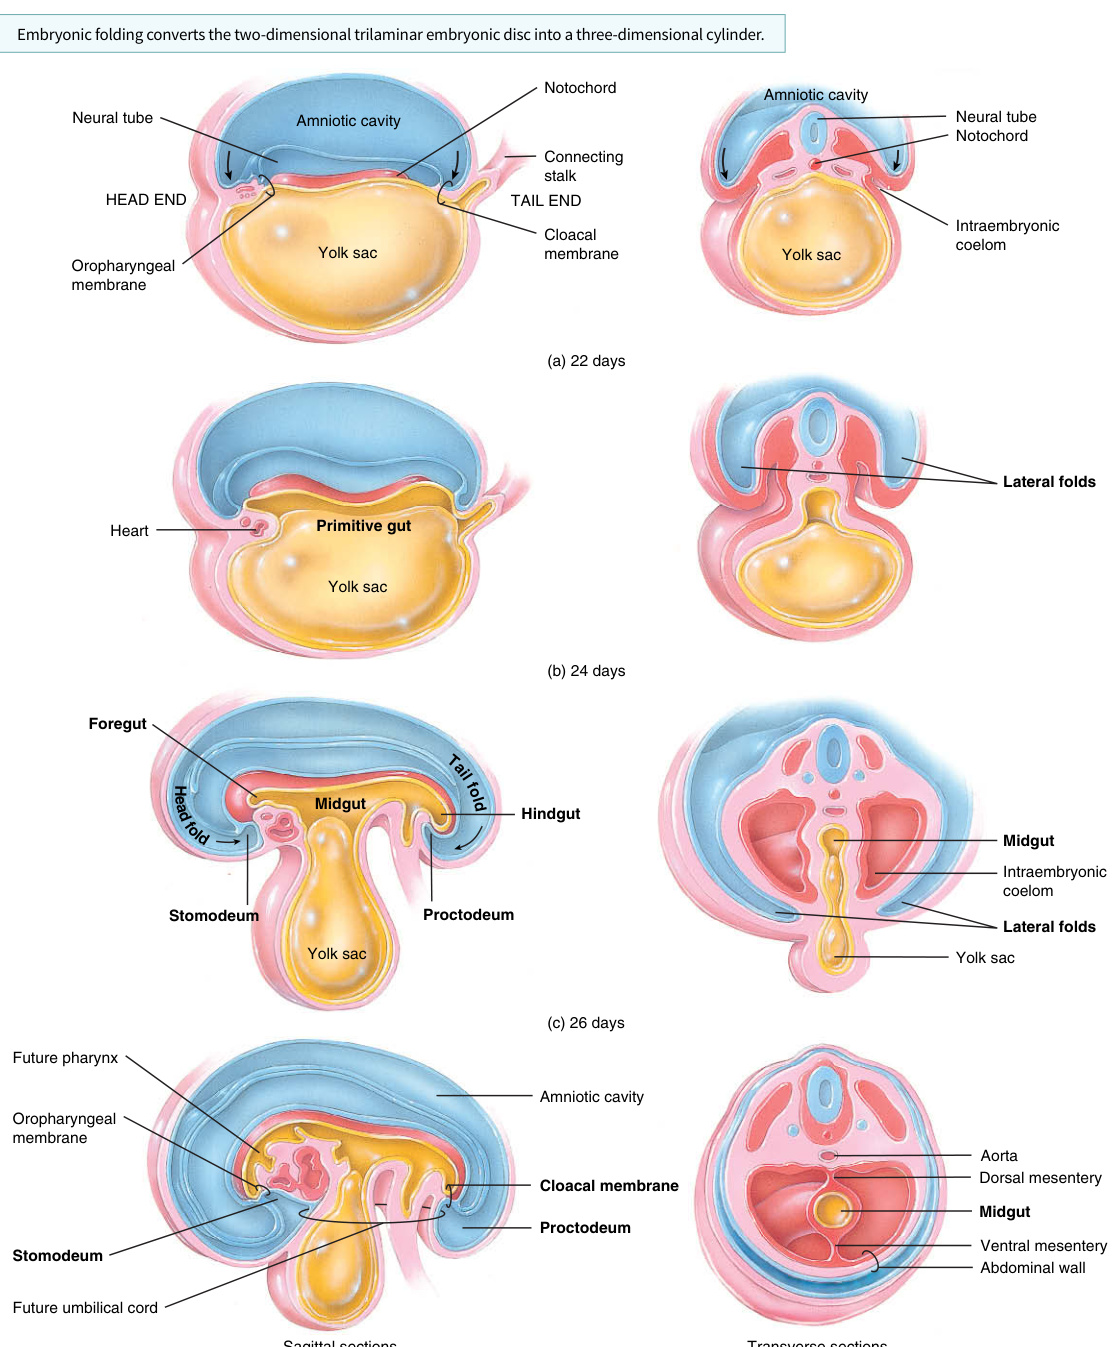 Embryonic folding converts the two-dimensional trilaminar embryonic disc into a three-dimensional cylinder.
Neural tube
Amniotic cavity
Notochord
Connecting
stalk
HEAD END
TAIL END
Oropharyngeal
membrane
Yolk sac
Cloacal
membrane
Amniotic cavity
Neural tube
Notochord
Intraembryonic
coelom
Yolk sac
(a) 22 days
Heart
Primitive gut
Yolk sac
Lateral folds
(b) 24 days
Foregut
Head fold
Midgut
Tail fold
Hindgut
Stomodeum
Proctodeum
Yolk sac
Midgut
Intraembryonic
coelom
Lateral folds
Yolk sac
(c) 26 days
Future pharynx
Oropharyngeal
membrane
Amniotic cavity
Cloacal membrane
Proctodeum
Stomodeum
Future umbilical cord
Aorta
Dorsal mesentery
Midgut
Ventral mesentery
Abdominal wall
Sagittal sections
Transverse sections